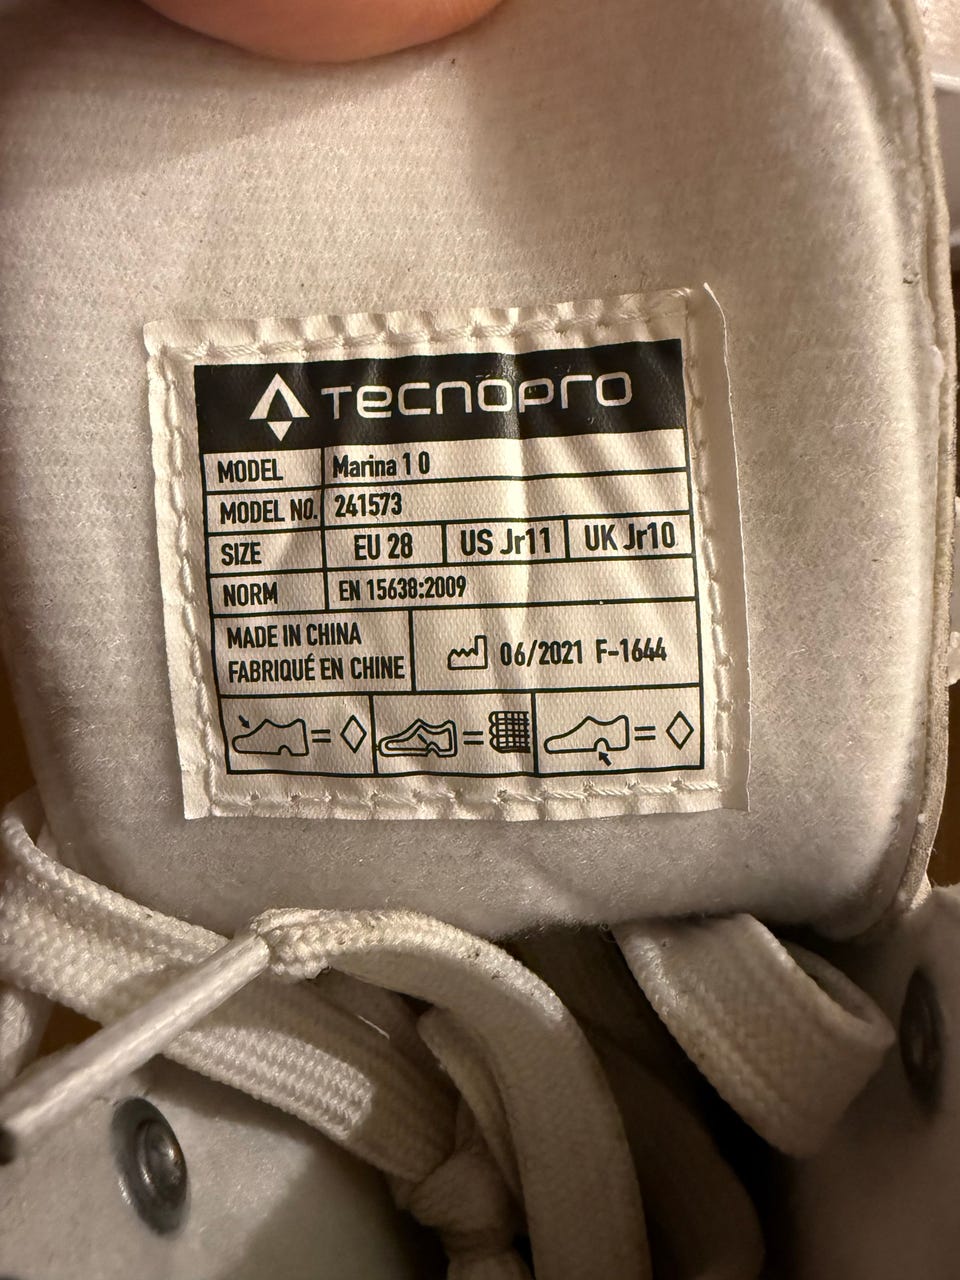 TECNOPRO
MODEL Marina 1 0
MODEL NO. 241573
SIZE EU 28 US Jr11 UK Jr10
NORM EN 15638:2009
MADE IN CHINA
FABRIQUÉ EN CHINE
06/2021 F-1644
= =  =